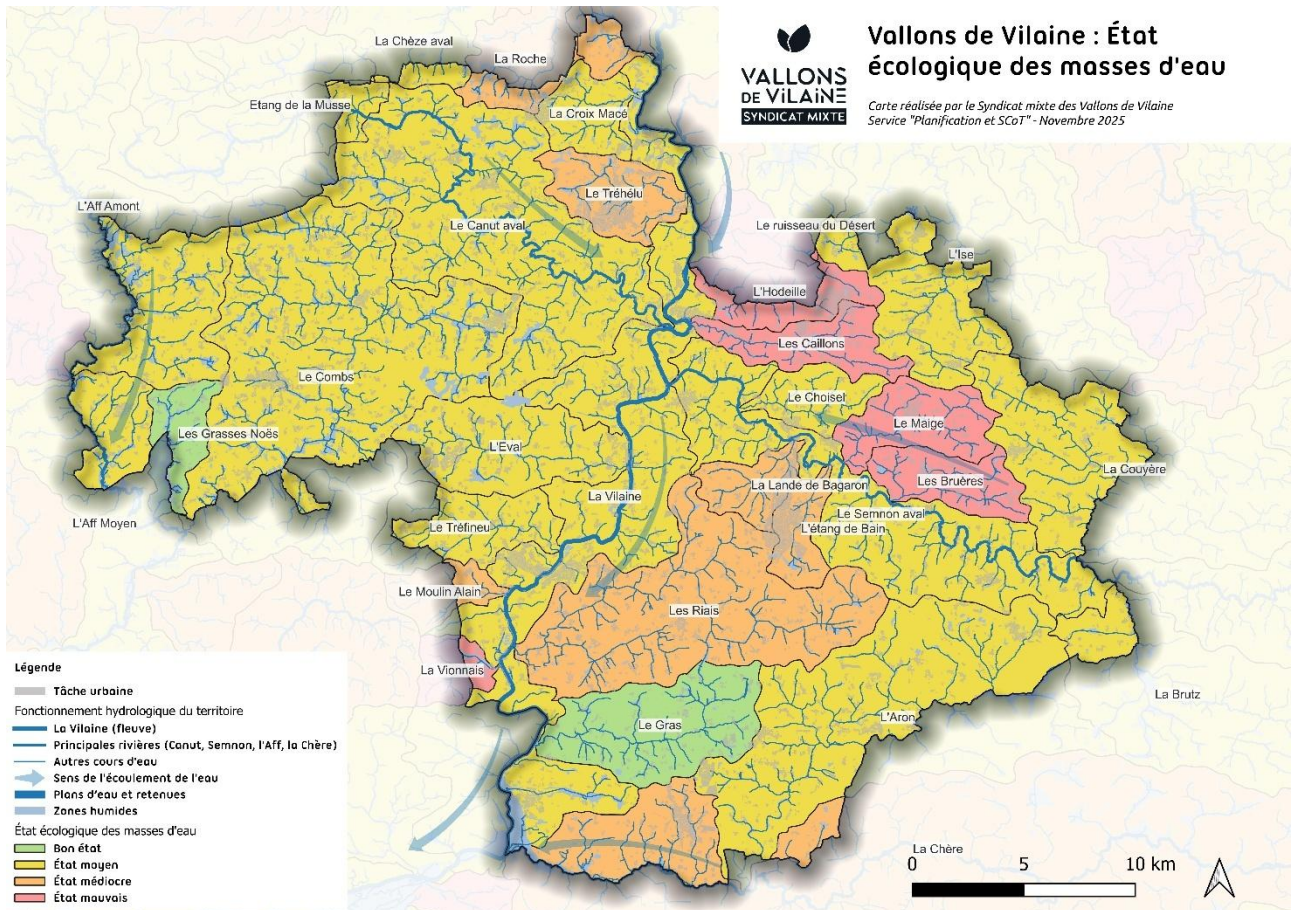 VALLONS
DE VILAINE
SYNDICAT MIXTE
Vallons de Vilaine : État
écologique des masses d'eau
Carte réalisée par le Syndicat mixte des Vallons de Vilaine
Service "Planification et SCoT" - Novembre 2025
La Chèze aval
La Roche
Etang de la Musse
La Croix Macé
Le Tréhélu
L'Aff Amont
Le Canut aval
Le ruisseau du Désert
L'Ise
L'Hodeille
Les Caillons
Le Combs
Le Choisel
Le Maige
Les Grasses Noës
L'Eval
La Couyère
Les Bruères
La Lande de Bagaron
La Vilaine
Le Semnon aval
L'Aff Moyen
Le Tréfineu
L'étang de Bain
Le Moulin Alain
Les Riais
La Vionnais
La Brutz
Le Gras
L'Aron
La Chère
Légende
Tâche urbaine
Fonctionnement hydrologique du territoire
La Vilaine (fleuve)
Principales rivières (Canut, Semnon, l'Aff, la Chère)
Autres cours d'eau
Sens de l'écoulement de l'eau
Plans d'eau et retenues
Zones humides
État écologique des masses d'eau
Bon état
État moyen
État médiocre
État mauvais
0 5 10 km